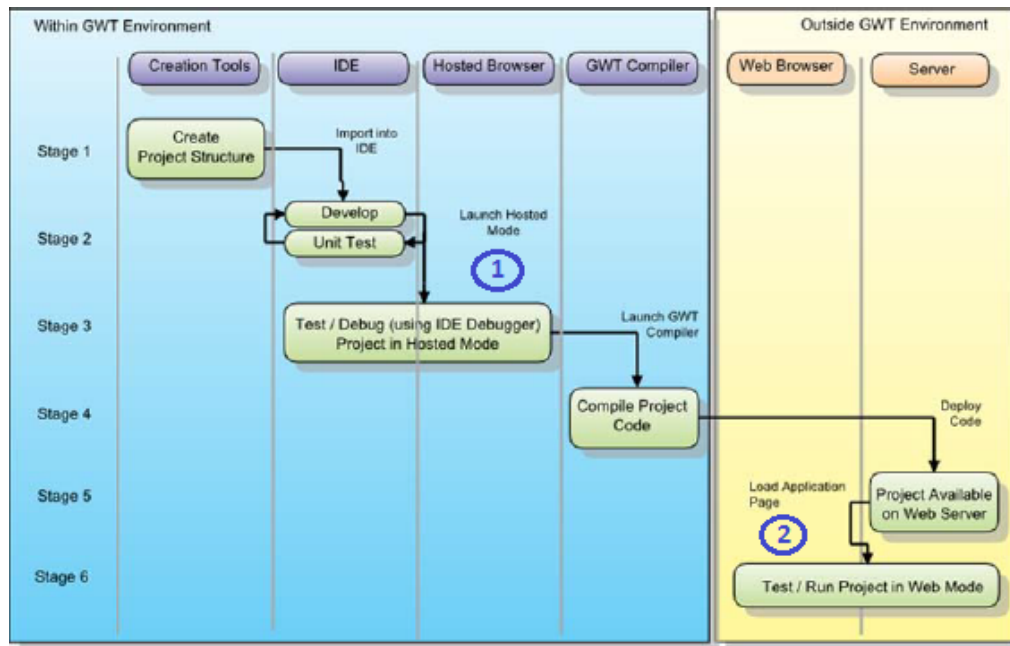 Within GWT Environment
Outside GWT Environment
Creation Tools
IDE
Hosted Browser
GWT Compiler
Web Browser
Server
Stage 1
Create
Project Structure
Import into
IDE
Stage 2
Develop
Unit Test
Launch Hosted
Mode
1
Stage 3
Test / Debug (using IDE Debugger)
Project in Hosted Mode
Launch GWT
Compiler
Stage 4
Compile Project
Code
Deploy
Code
Stage 5
Load Application
Page
2
Project Available
on Web Server
Stage 6
Test / Run Project in Web Mode